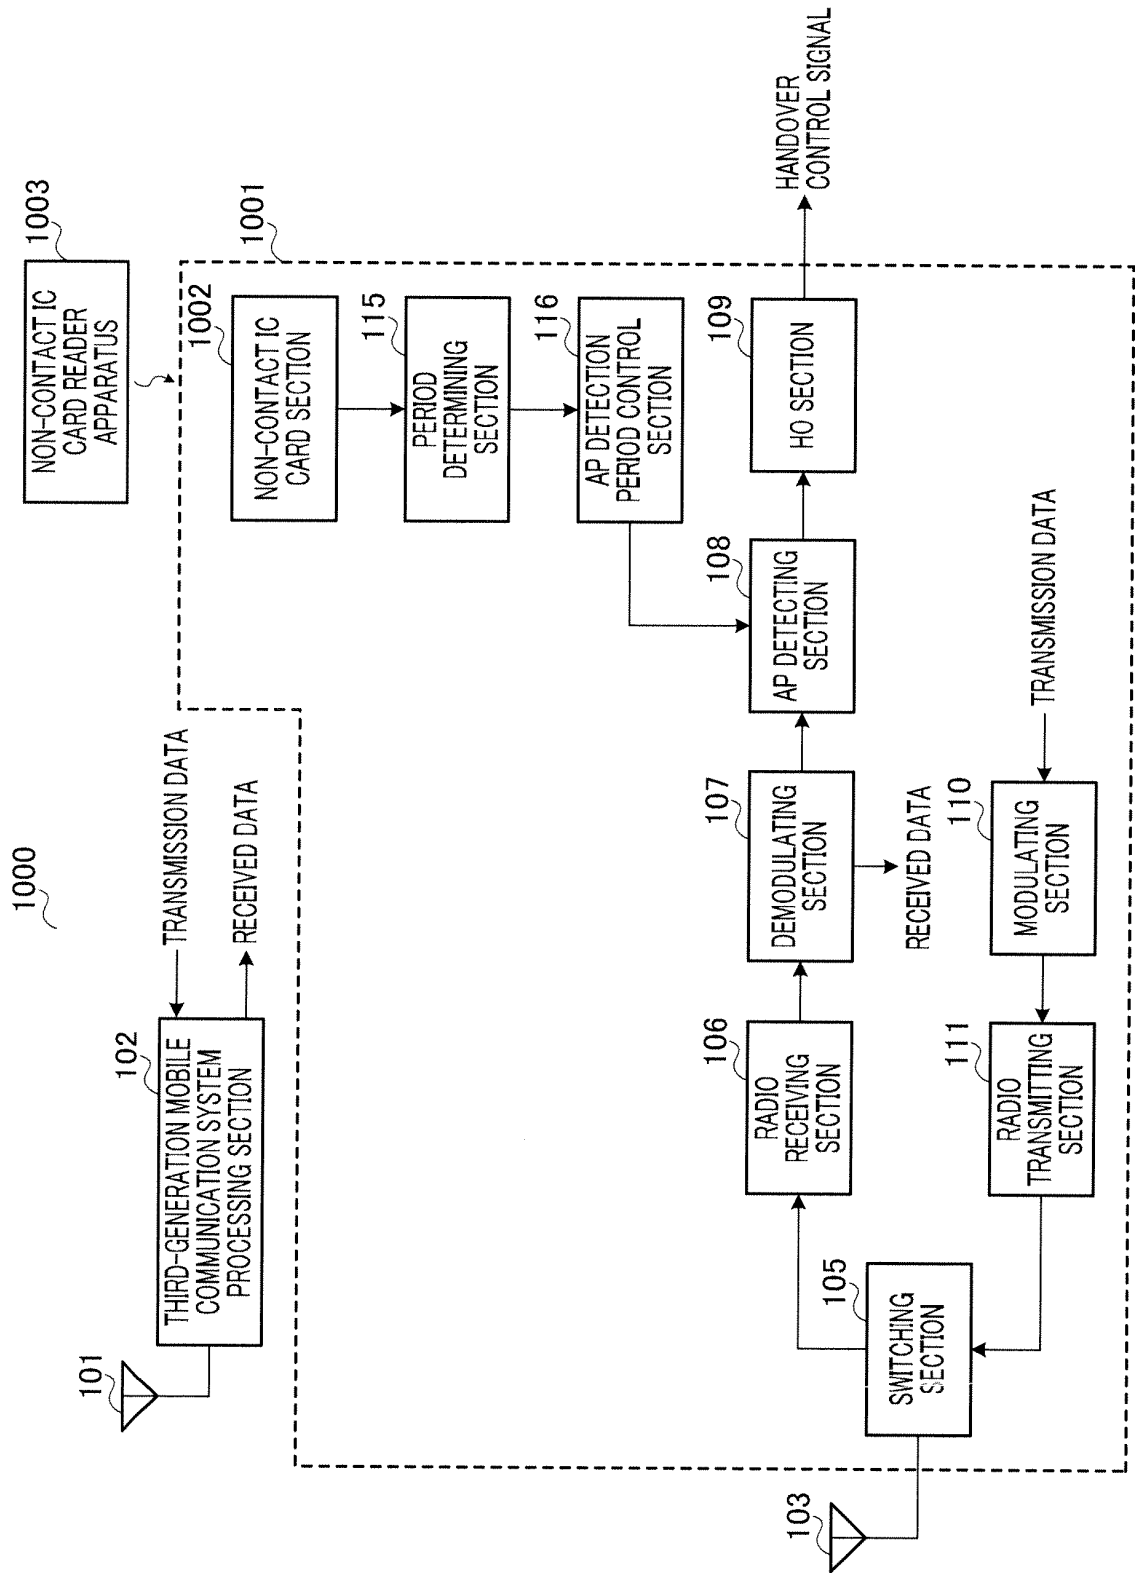 1000
NON-CONTACT IC
CARD READER
APPARATUS
1003
101
102
THIRD-GENERATION MOBILE
COMMUNICATION SYSTEM
PROCESSING SECTION
TRANSMISSION DATA
RECEIVED DATA
1001
1002
NON-CONTACT IC
CARD SECTION
115
PERIOD
DETERMINING
SECTION
116
AP DETECTION
PERIOD CONTROL
SECTION
103
105
SWITCHING
SECTION
106
RADIO
RECEIVING
SECTION
107
DEMODULATING
SECTION
RECEIVED DATA
108
AP DETECTING
SECTION
109
HO SECTION
HANDOVER
CONTROL SIGNAL
111
RADIO
TRANSMITTING
SECTION
110
MODULATING
SECTION
TRANSMISSION DATA